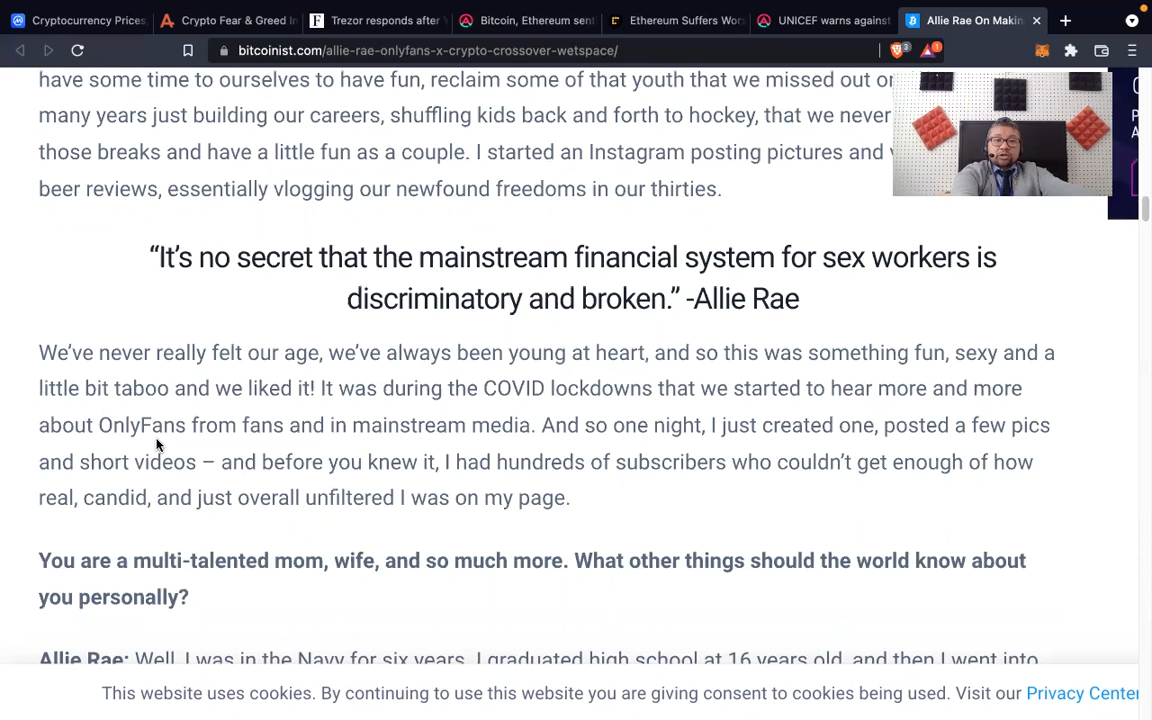 Cryptocurrency Prices, Crypto Fear & Greed In Trezor responds after Bitcoin, Ethereum sent Ethereum Suffers Wors UNICEF warns against Allie Rae On Makin
bitcoinist.com/allie-rae-onlyfans-x-crypto-crossover-wetspace/ 3 1
have some time to ourselves to have fun, reclaim some of that youth that we missed out
many years just building our careers, shuffling kids back and forth to hockey, that we never
those breaks and have a little fun as a couple. I started an Instagram posting pictures and
beer reviews, essentially vlogging our newfound freedoms in our thirties.
“It’s no secret that the mainstream financial system for sex workers is
discriminatory and broken.” -Allie Rae
We’ve never really felt our age, we’ve always been young at heart, and so this was something fun, sexy and a
little bit taboo and we liked it! It was during the COVID lockdowns that we started to hear more and more
about OnlyFans from fans and in mainstream media. And so one night, I just created one, posted a few pics
and short videos – and before you knew it, I had hundreds of subscribers who couldn’t get enough of how
real, candid, and just overall unfiltered I was on my page.
You are a multi-talented mom, wife, and so much more. What other things should the world know about
you personally?
Allie Rae: Well, I was in the Navy for six years. I graduated high school at 16 years old, and then I went into
This website uses cookies. By continuing to use this website you are giving consent to cookies being used. Visit our Privacy Center